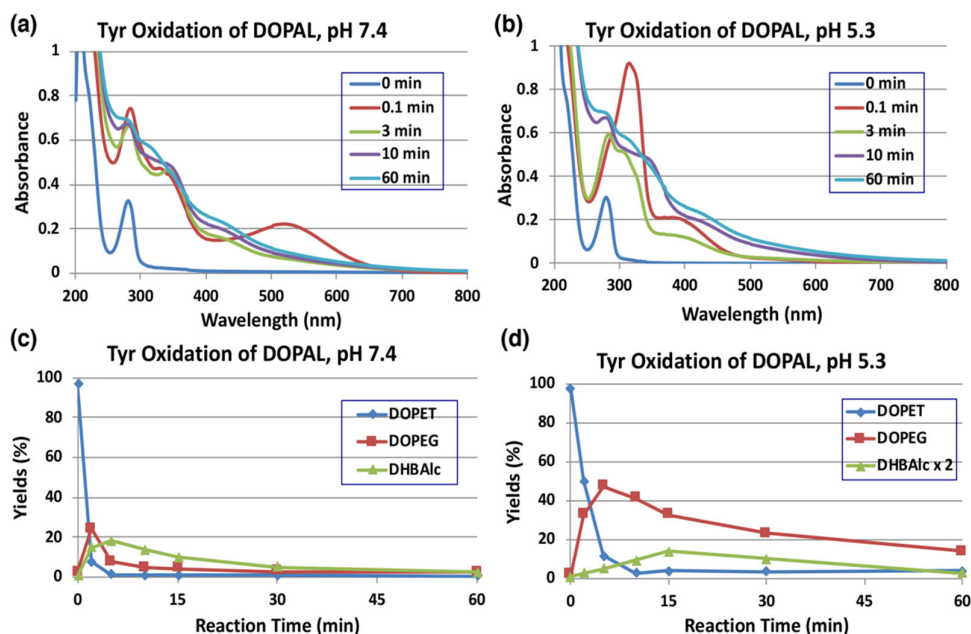 (a)
Tyr Oxidation of DOPAL, pH 7.4
Absorbance
1
0.8
0.6
0.4
0.2
0
0 min
0.1 min
3 min
10 min
60 min
200 300 400 500 600 700 800
Wavelength (nm)
(b)
Tyr Oxidation of DOPAL, pH 5.3
Absorbance
1
0.8
0.6
0.4
0.2
0
0 min
0.1 min
3 min
10 min
60 min
200 300 400 500 600 700 800
Wavelength (nm)
(c)
Tyr Oxidation of DOPAL, pH 7.4
Yields (%)
100
80
60
40
20
0
DOPET
DOPEG
DHBAlc
0 15 30 45 60
Reaction Time (min)
(d)
Tyr Oxidation of DOPAL, pH 5.3
Yields (%)
100
80
60
40
20
0
DOPET
DOPEG
DHBAlc x 2
0 15 30 45 60
Reaction Time (min)